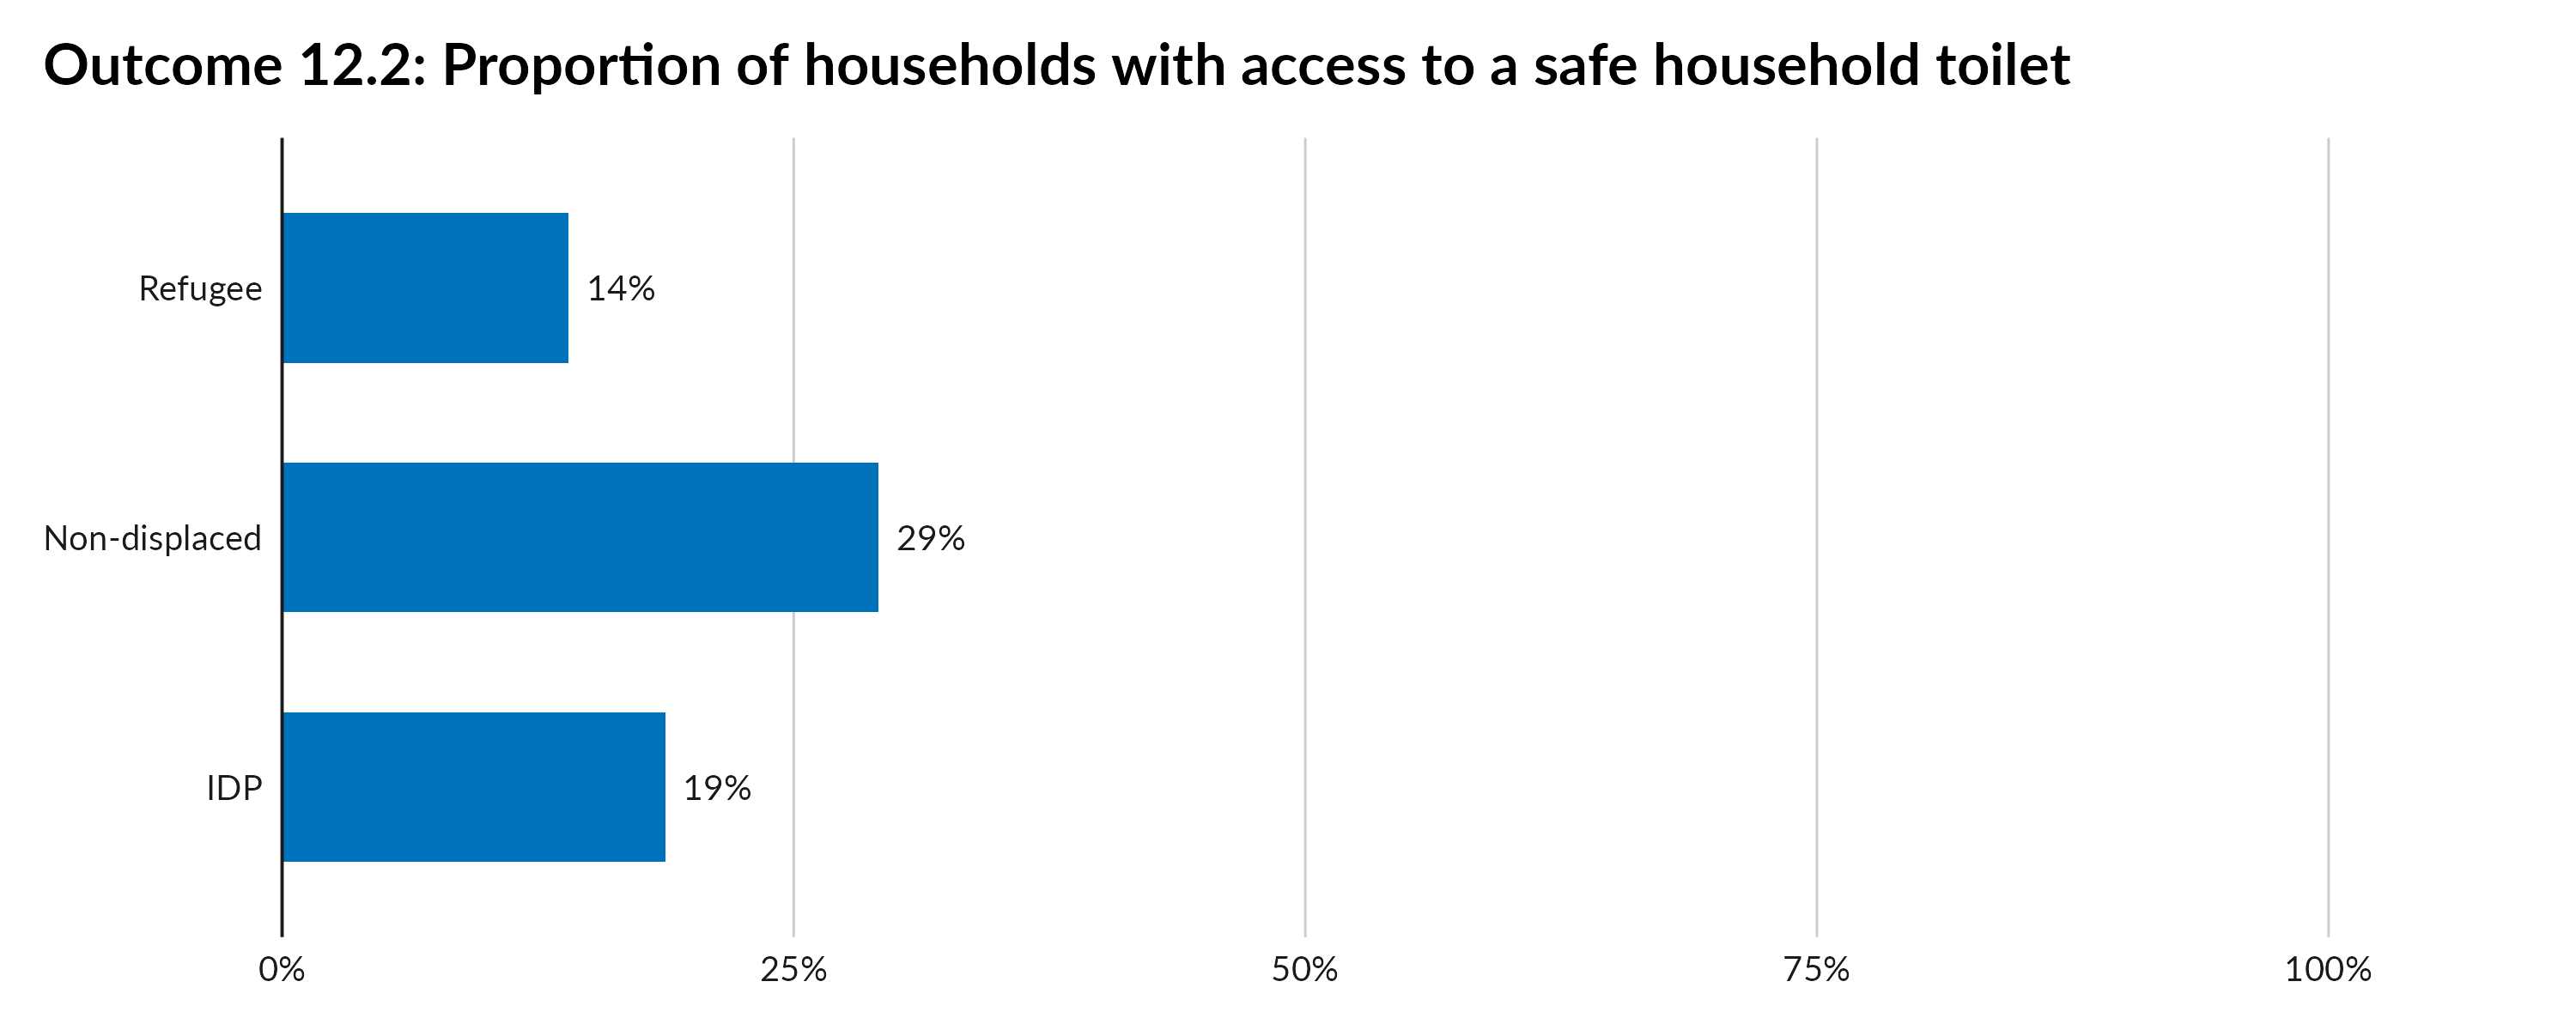 Outcome 12.2: Proportion of households with access to a safe household toilet
Refugee 14%
Non-displaced 29%
IDP 19%
0% 25% 50% 75% 100%